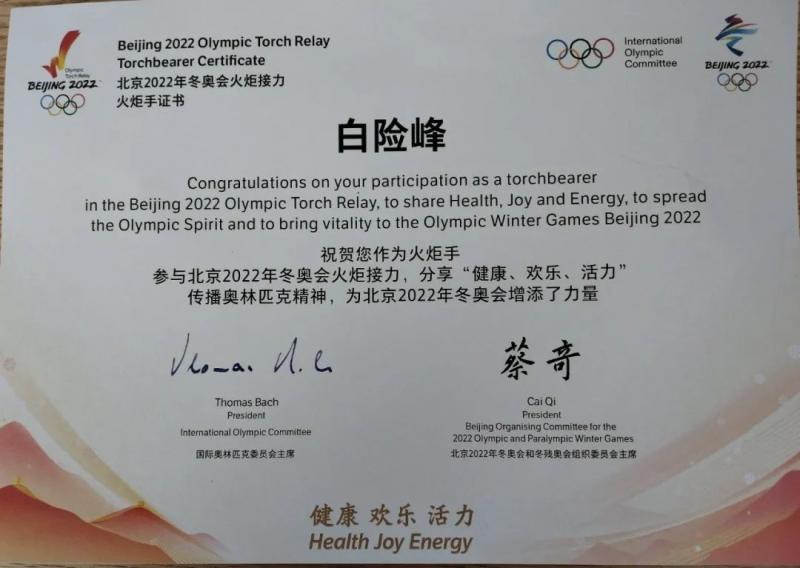 Beijing 2022 Olympic Torch Relay
Torchbearer Certificate
北京2022年冬奥会火炬接力
火炬手证书
Olympic
Torch Relay
BEIJING 2022
International
Olympic
Committee
BEIJING 2022
白险峰
Congratulations on your participation as a torchbearer
in the Beijing 2022 Olympic Torch Relay, to share Health, Joy and Energy, to spread
the Olympic Spirit and to bring vitality to the Olympic Winter Games Beijing 2022
祝贺您作为火炬手
参与北京2022年冬奥会火炬接力，分享“健康、欢乐、活力”
传播奥林匹克精神，为北京2022年冬奥会增添了力量
蔡奇
Thomas Bach
President
International Olympic Committee
国际奥林匹克委员会主席
Cai Qi
President
Beijing Organising Committee for the
2022 Olympic and Paralympic Winter Games
北京2022年冬奥会和冬残奥会组织委员会主席
健康 欢乐 活力
Health Joy Energy